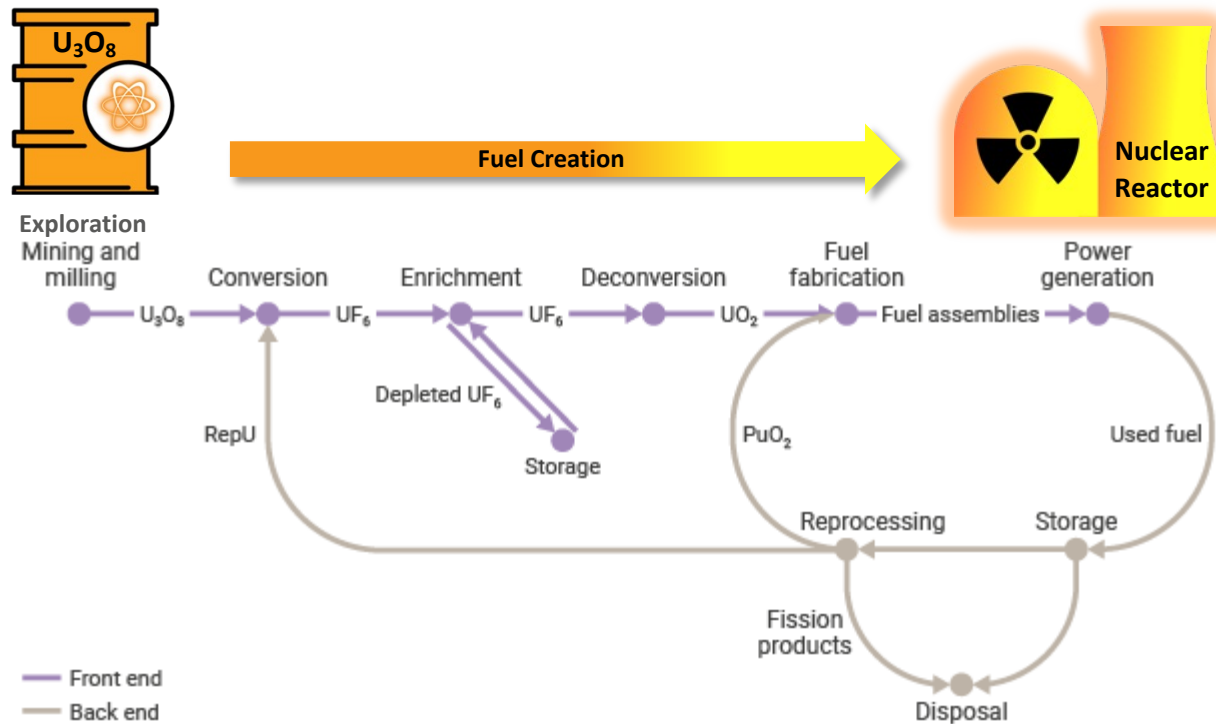 U₃O₈
Fuel Creation
Nuclear
Reactor
Exploration
Mining and
milling
Conversion
Enrichment
Deconversion
Fuel
fabrication
Power
generation
U₃O₈
UF₆
UF₆
UO₂
Fuel assemblies
Depleted UF₆
Storage
RepU
PuO₂
Used fuel
Reprocessing
Storage
Fission
products
Disposal
Front end
Back end